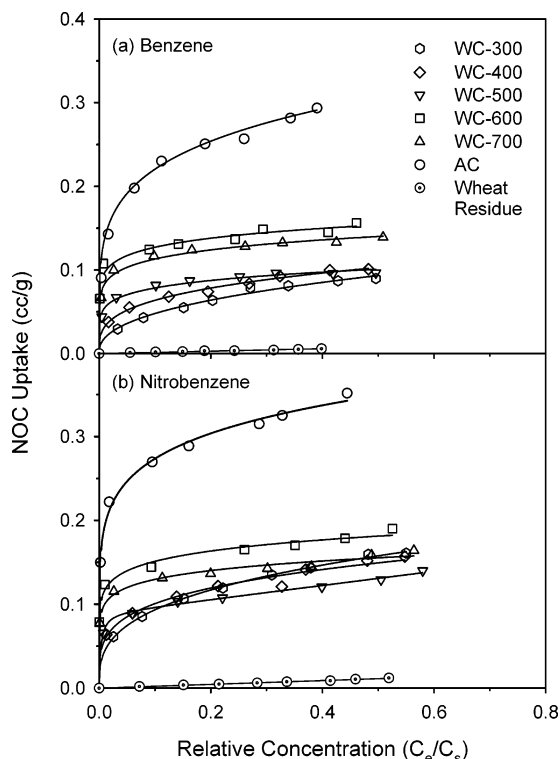 (a) Benzene
WC-300
WC-400
WC-500
WC-600
WC-700
AC
Wheat
Residue
0.4
0.3
0.2
0.1
0.0
(b) Nitrobenzene
0.3
0.2
0.1
0.0
0.0 0.2 0.4 0.6 0.8
NOC Uptake (cc/g)
Relative Concentration (Ce/Cs)